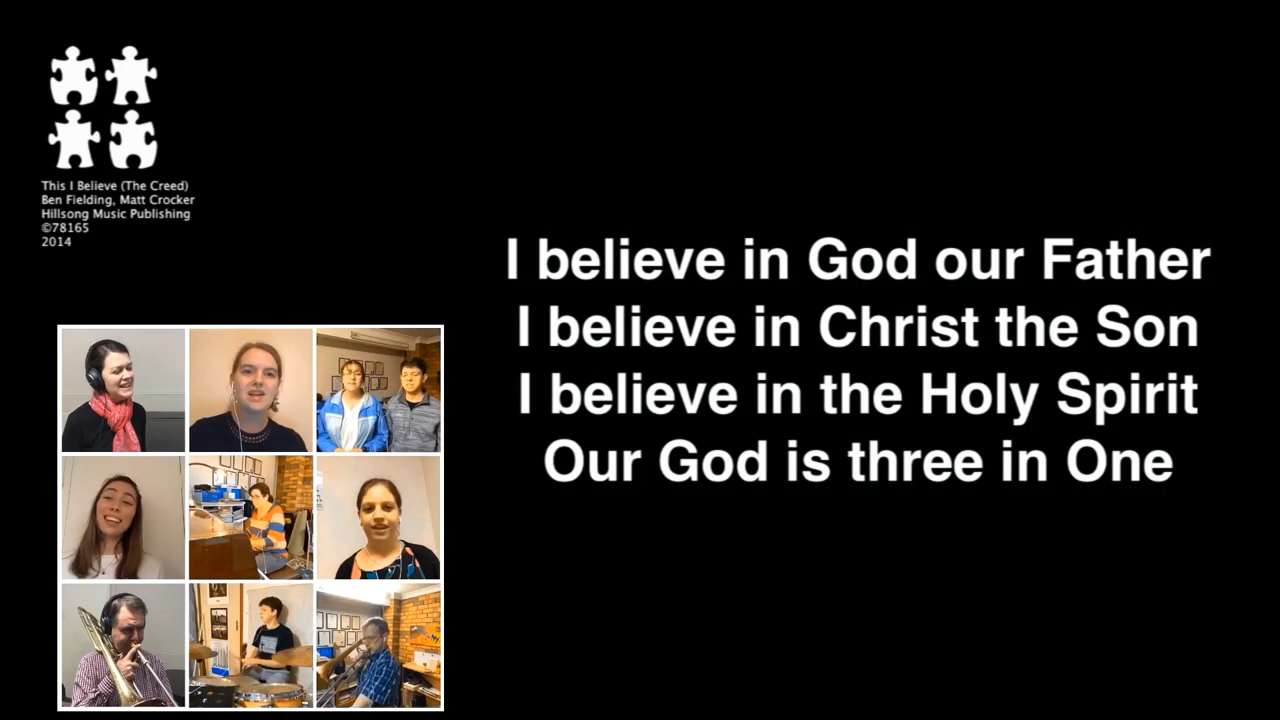 This I Believe (The Creed)
Ben Fielding, Matt Crocker
Hillsong Music Publishing
©78165
2014
I believe in God our Father
I believe in Christ the Son
I believe in the Holy Spirit
Our God is three in One